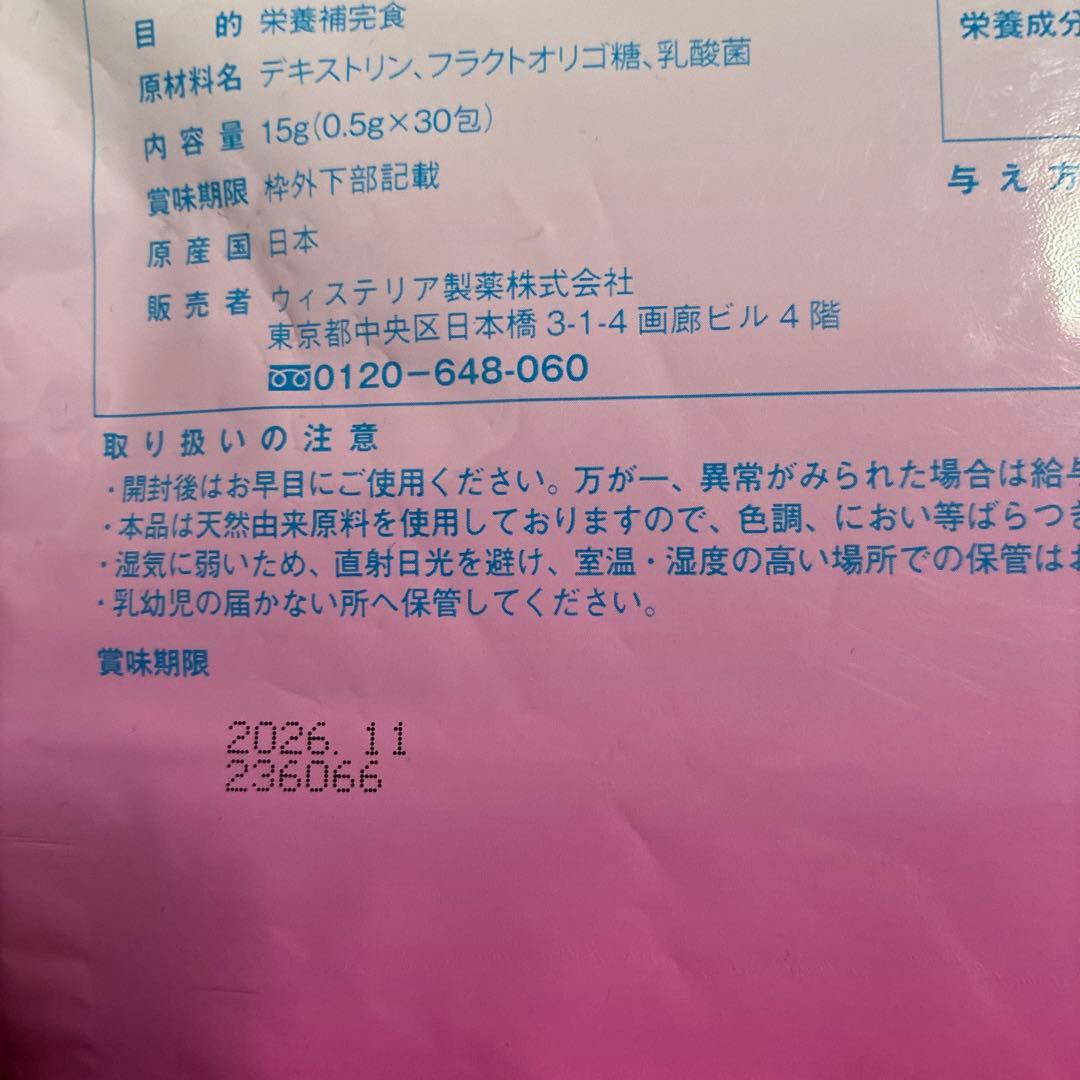 目的 栄養補完食
原材料名 デキストリン、フラクトオリゴ糖、乳酸菌
内容量 15g(0.5g×30包)
賞味期限 枠外下部記載
原産国 日本
販売者 ウィステリア製薬株式会社
東京都中央区日本橋 3-1-4 画廊ビル 4 階
0120-648-060
栄養成分
与え方
取り扱いの注意
・開封後はお早目にご使用ください。万が一、異常がみられた場合は給与
・本品は天然由来原料を使用しておりますので、色調、におい等ばらつき
・湿気に弱いため、直射日光を避け、室温・湿度の高い場所での保管はお
・乳幼児の届かない所へ保管してください。
賞味期限
2026.11
236066